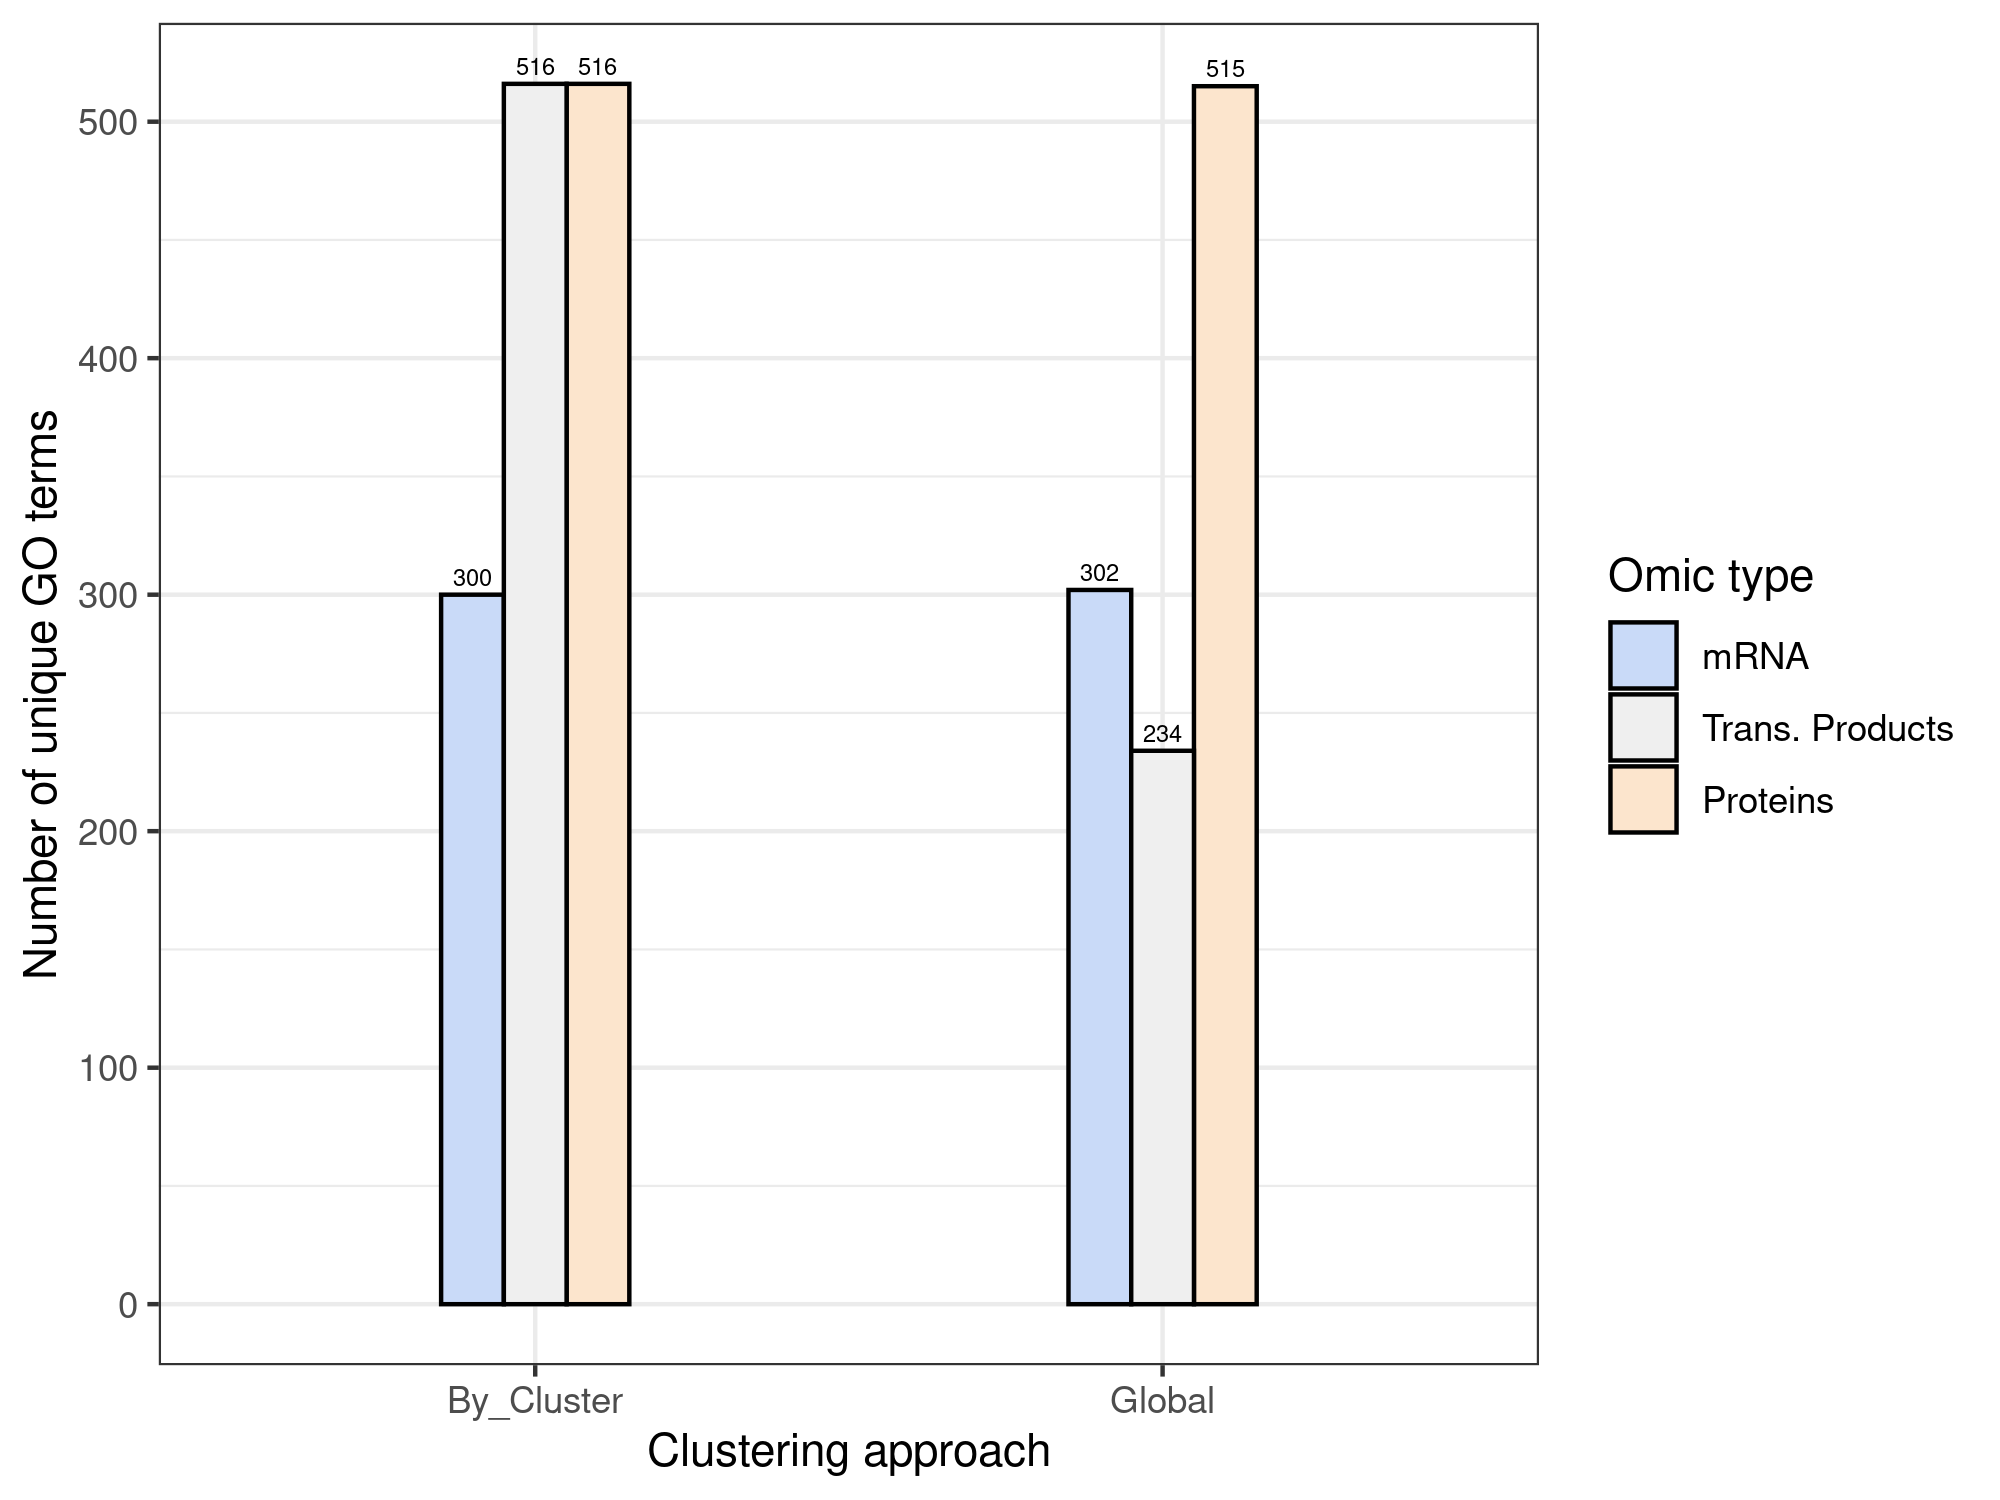 Number of unique GO terms
500
400
300
200
100
0
516 516
300
515
302
234
By_Cluster Global
Clustering approach
Omic type
mRNA
Trans. Products
Proteins